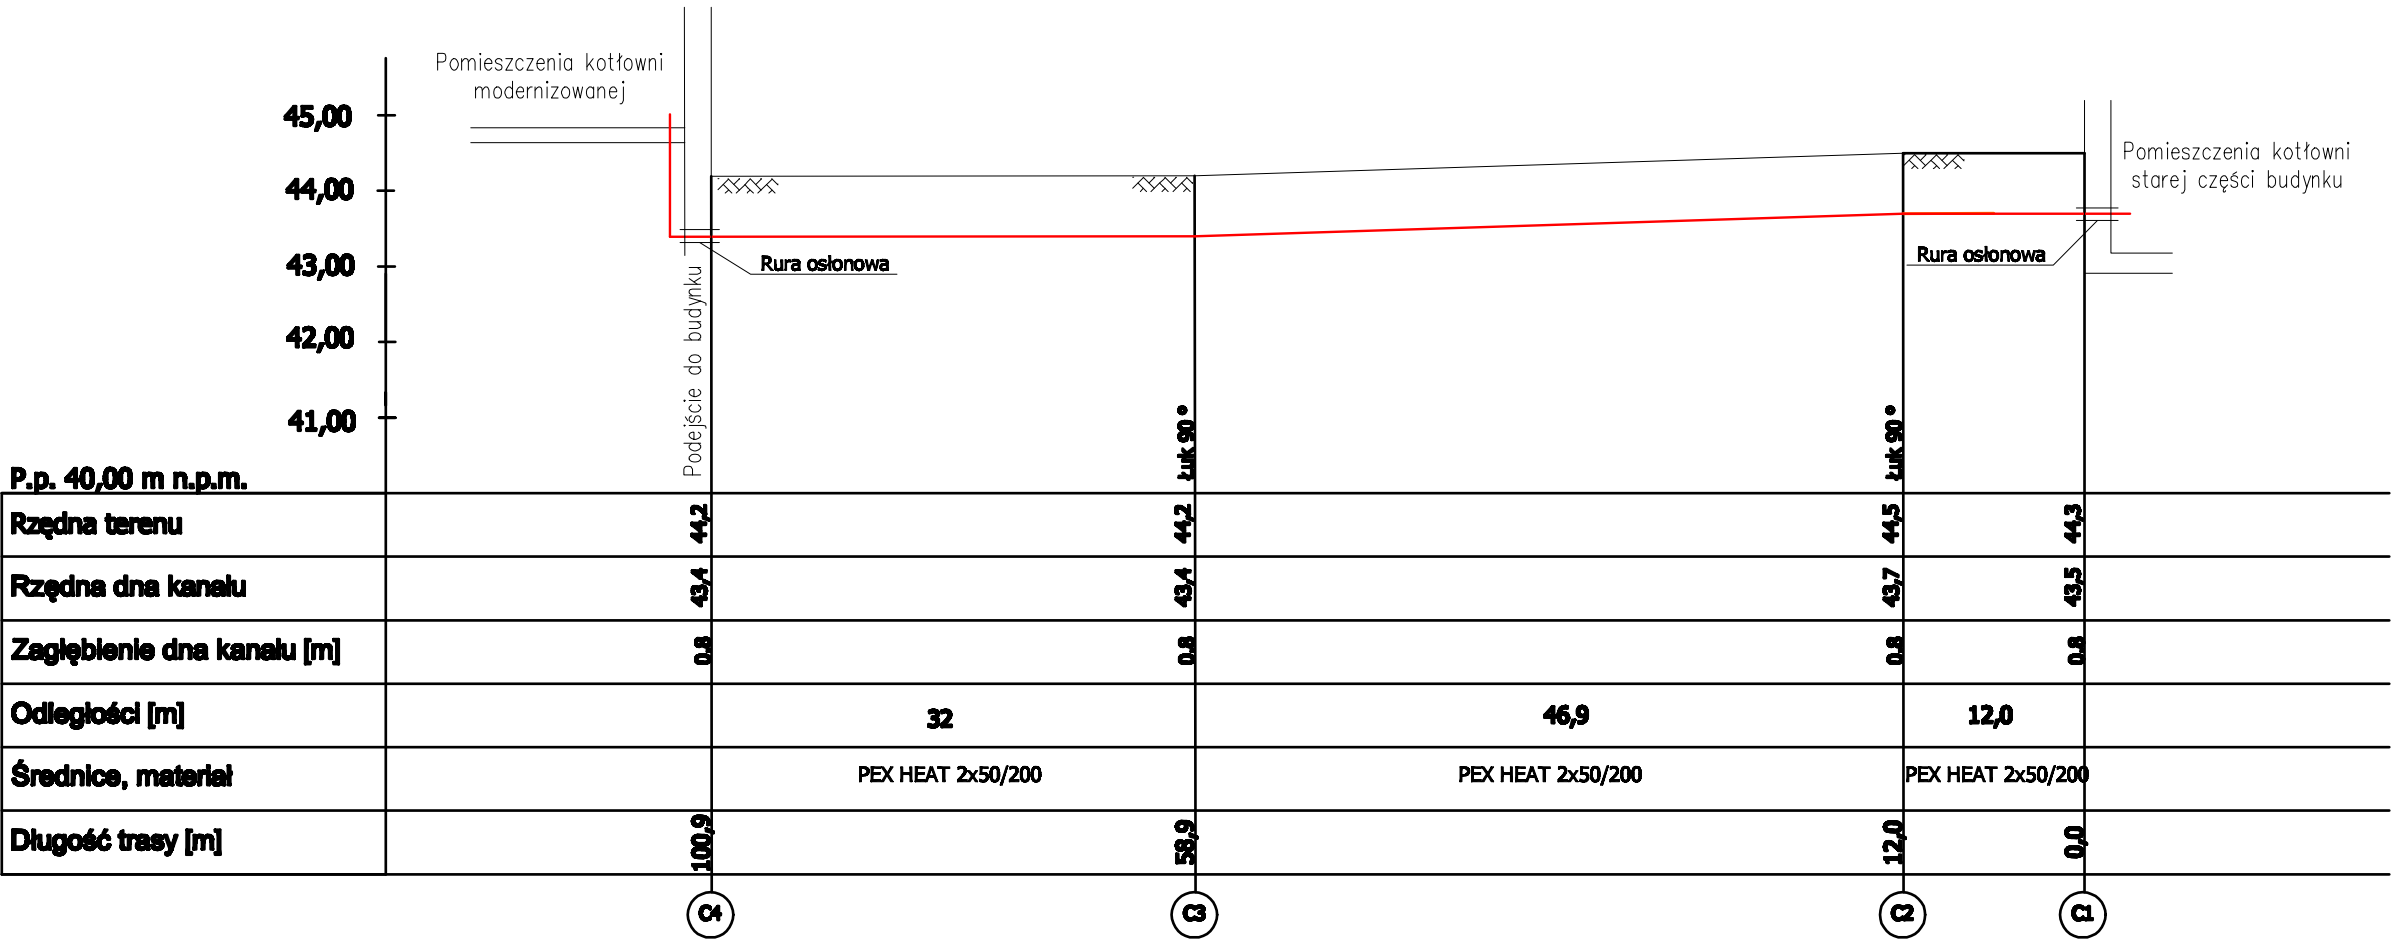 Pomieszczenia kotłowni
modernizowanej
45,00
44,00
43,00
42,00
41,00
P.p. 40,00 m n.p.m.
Podejście do budynku
Rura osłonowa
Łuk 90°
Łuk 90°
Rura osłonowa
Pomieszczenia kotłowni
starej części budynku
Rzędna terenu 44,2 44,2 44,5 44,3
Rzędna dna kanału 43,4 43,4 43,7 43,5
Zagłębienie dna kanału [m] 0.8 0.8 0.8 0.8
Odległości [m] 32 46,9 12,0
Średnice, materiał PEX HEAT 2x50/200 PEX HEAT 2x50/200 PEX HEAT 2x50/200
Długość trasy [m] 100,9 58,9 12,0 0,0
C4 C3 C2 C1